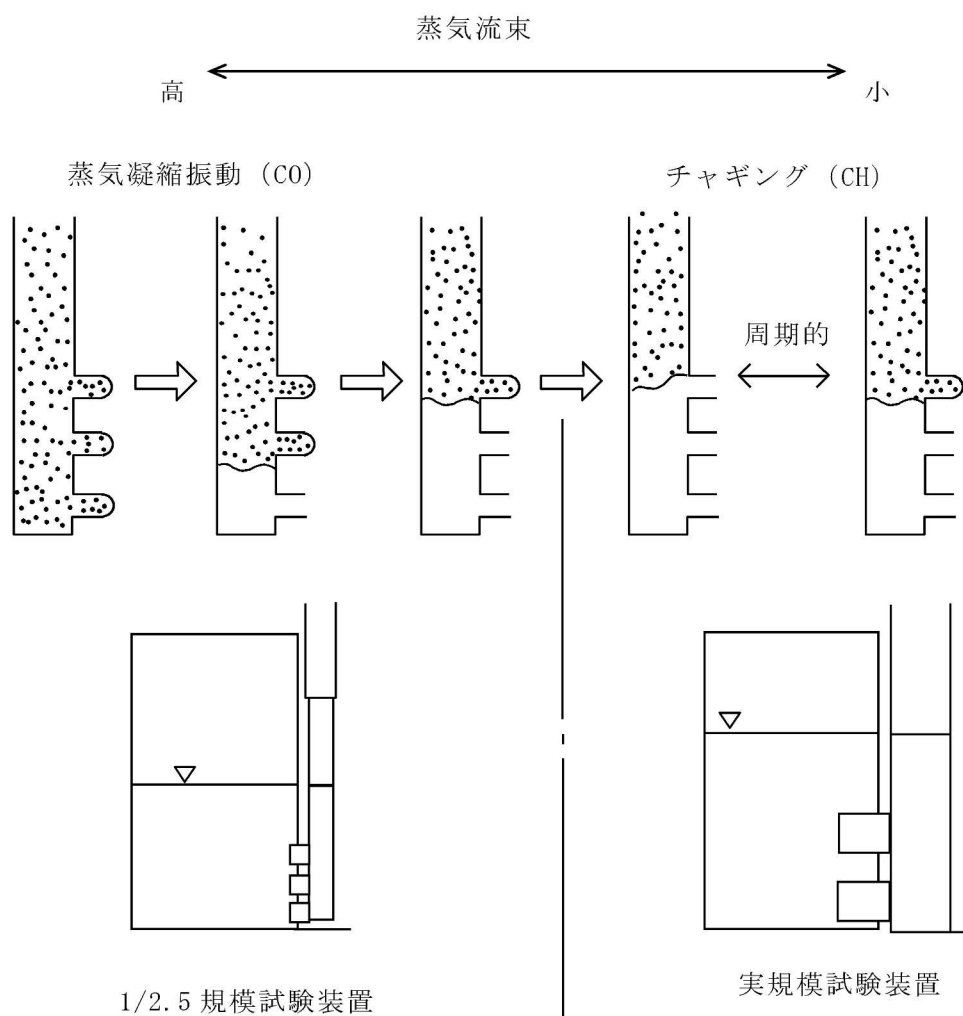 蒸気流束
高
小
蒸気凝縮振動 (CO)
チャギング (CH)
周期的
1/2.5 規模試験装置
実規模試験装置